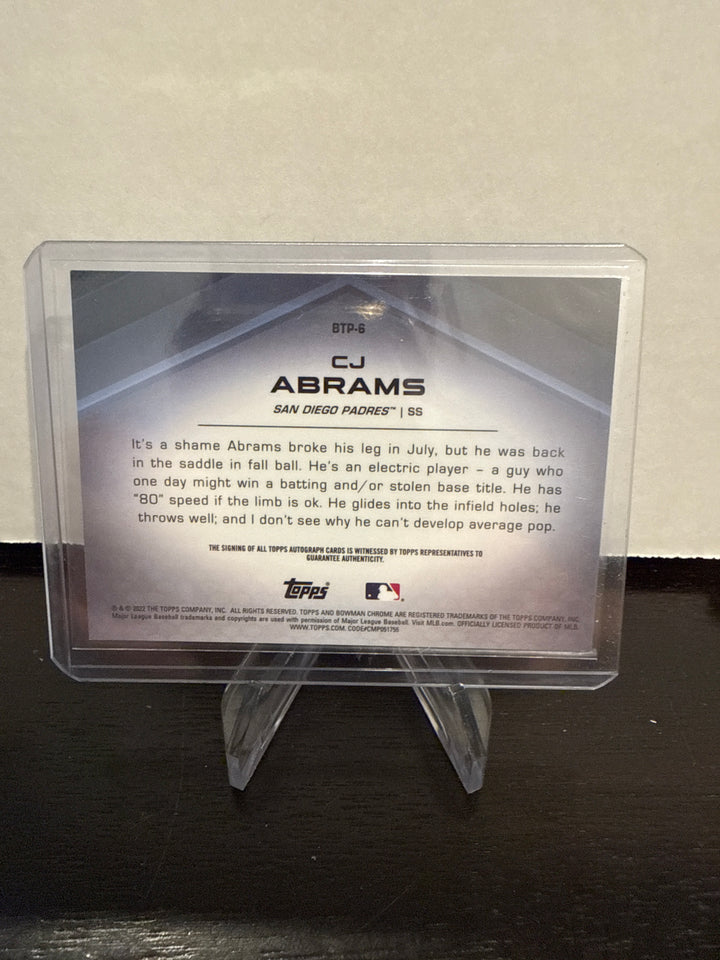 BTP-6
CJ
ABRAMS
SAN DIEGO PADRES™ | SS
It's a shame Abrams broke his leg in July, but he was back
in the saddle in fall ball. He's an electric player – a guy who
one day might win a batting and/or stolen base title. He has
"80" speed if the limb is ok. He glides into the infield holes; he
throws well; and I don't see why he can't develop average pop.
THE SIGNING OF ALL TOPPS AUTOGRAPH CARDS IS WITNESSED BY TOPPS REPRESENTATIVES TO
GUARANTEE AUTHENTICITY.
Topps®
® & © 2022 THE TOPPS COMPANY, INC. ALL RIGHTS RESERVED. TOPPS AND BOWMAN CHROME ARE REGISTERED TRADEMARKS OF THE TOPPS COMPANY, INC.
Major League Baseball trademarks and copyrights are used with permission of Major League Baseball. Visit MLB.com. OFFICIALLY LICENSED PRODUCT OF MLB.
WWW.TOPPS.COM. CODE#CMP051755